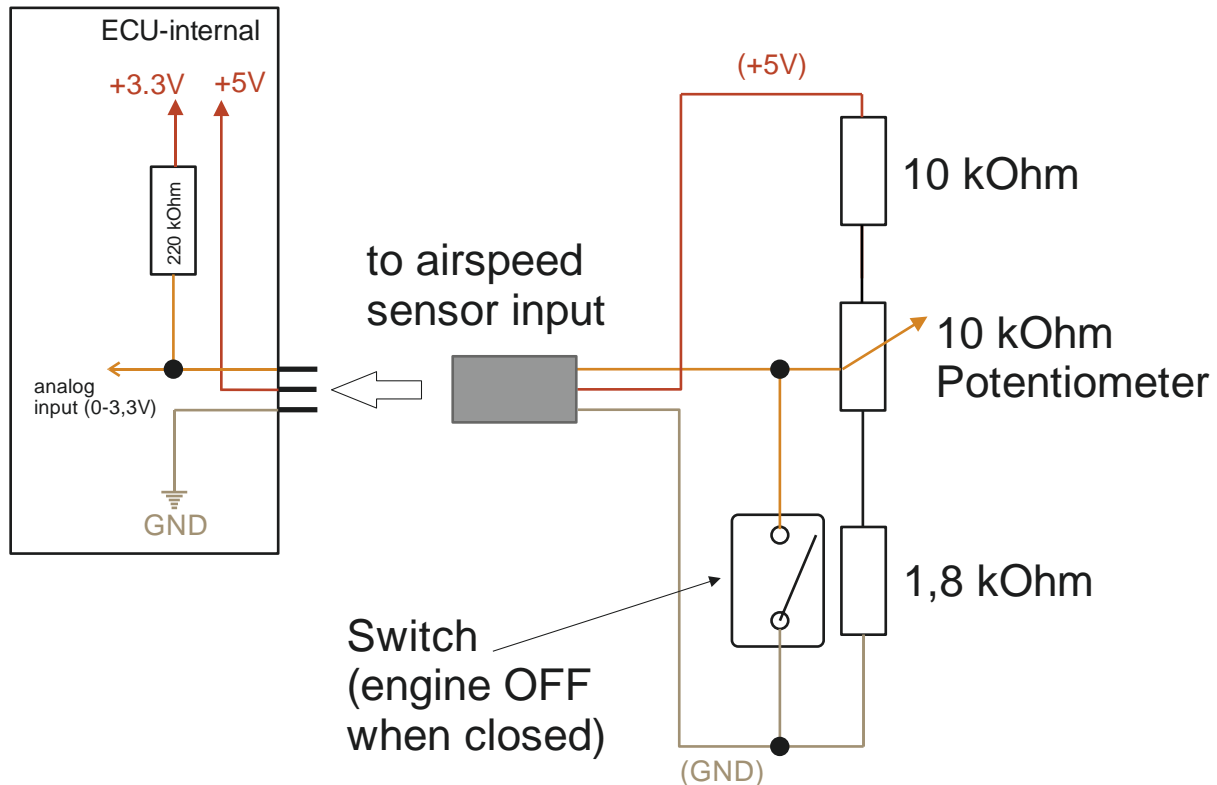 ECU-internal
+3.3V
+5V
220 kOhm
analog
input (0-3,3V)
GND
to airspeed
sensor input
(+5V)
10 kOhm
10 kOhm
Potentiometer
1,8 kOhm
Switch
(engine OFF
when closed)
(GND)